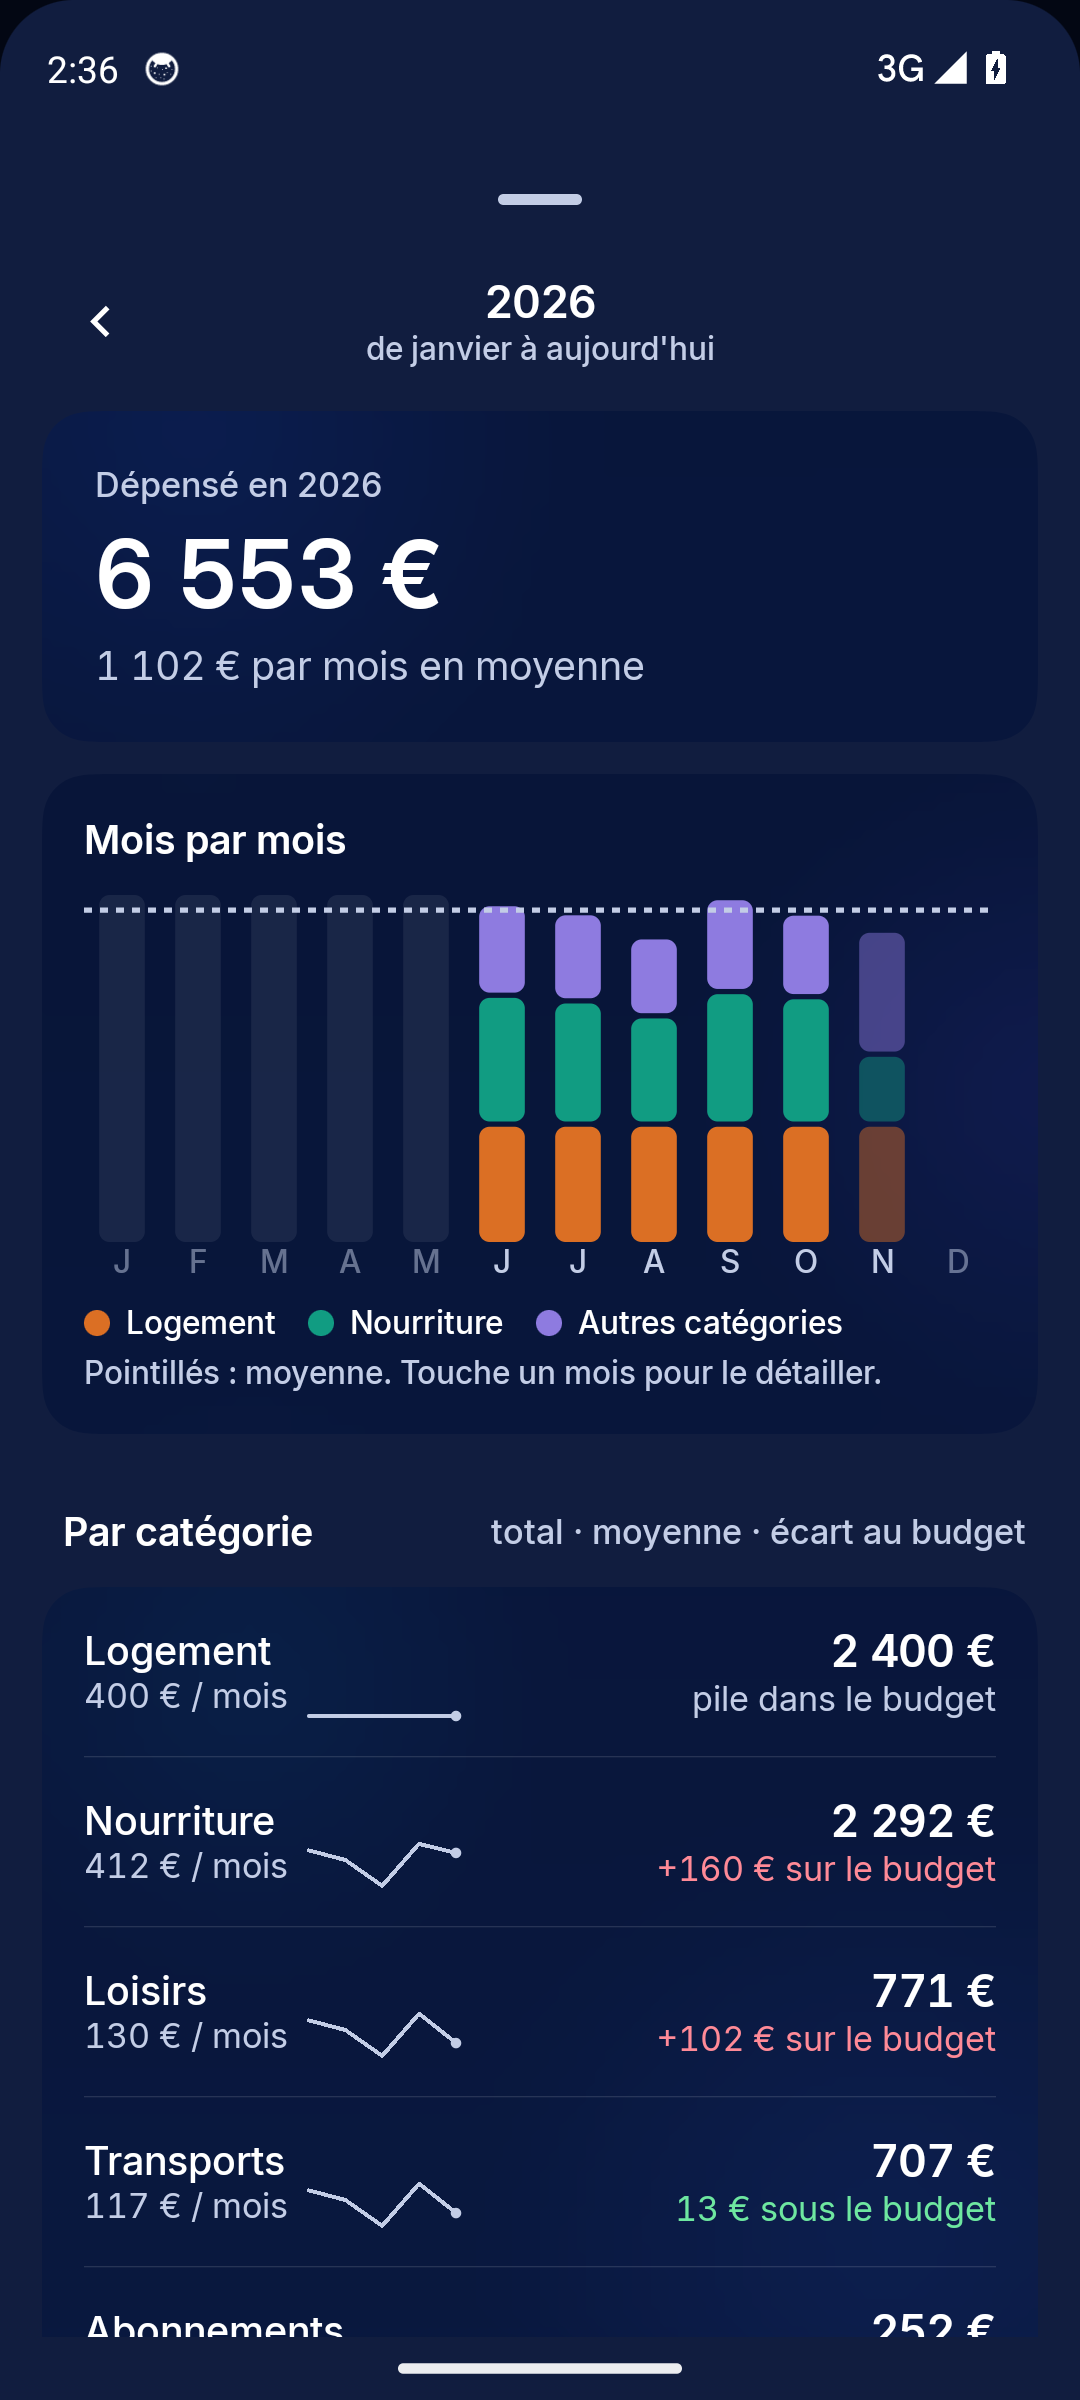 2:36
3G
2026
de janvier à aujourd'hui
Dépensé en 2026
6 553 €
1 102 € par mois en moyenne
Mois par mois
J F M A M J J A S O N D
Logement Nourriture Autres catégories
Pointillés : moyenne. Touche un mois pour le détailler.
Par catégorie total · moyenne · écart au budget
Logement 2 400 €
400 € / mois pile dans le budget
Nourriture 2 292 €
412 € / mois +160 € sur le budget
Loisirs 771 €
130 € / mois +102 € sur le budget
Transports 707 €
117 € / mois 13 € sous le budget
Abonnements 252 €